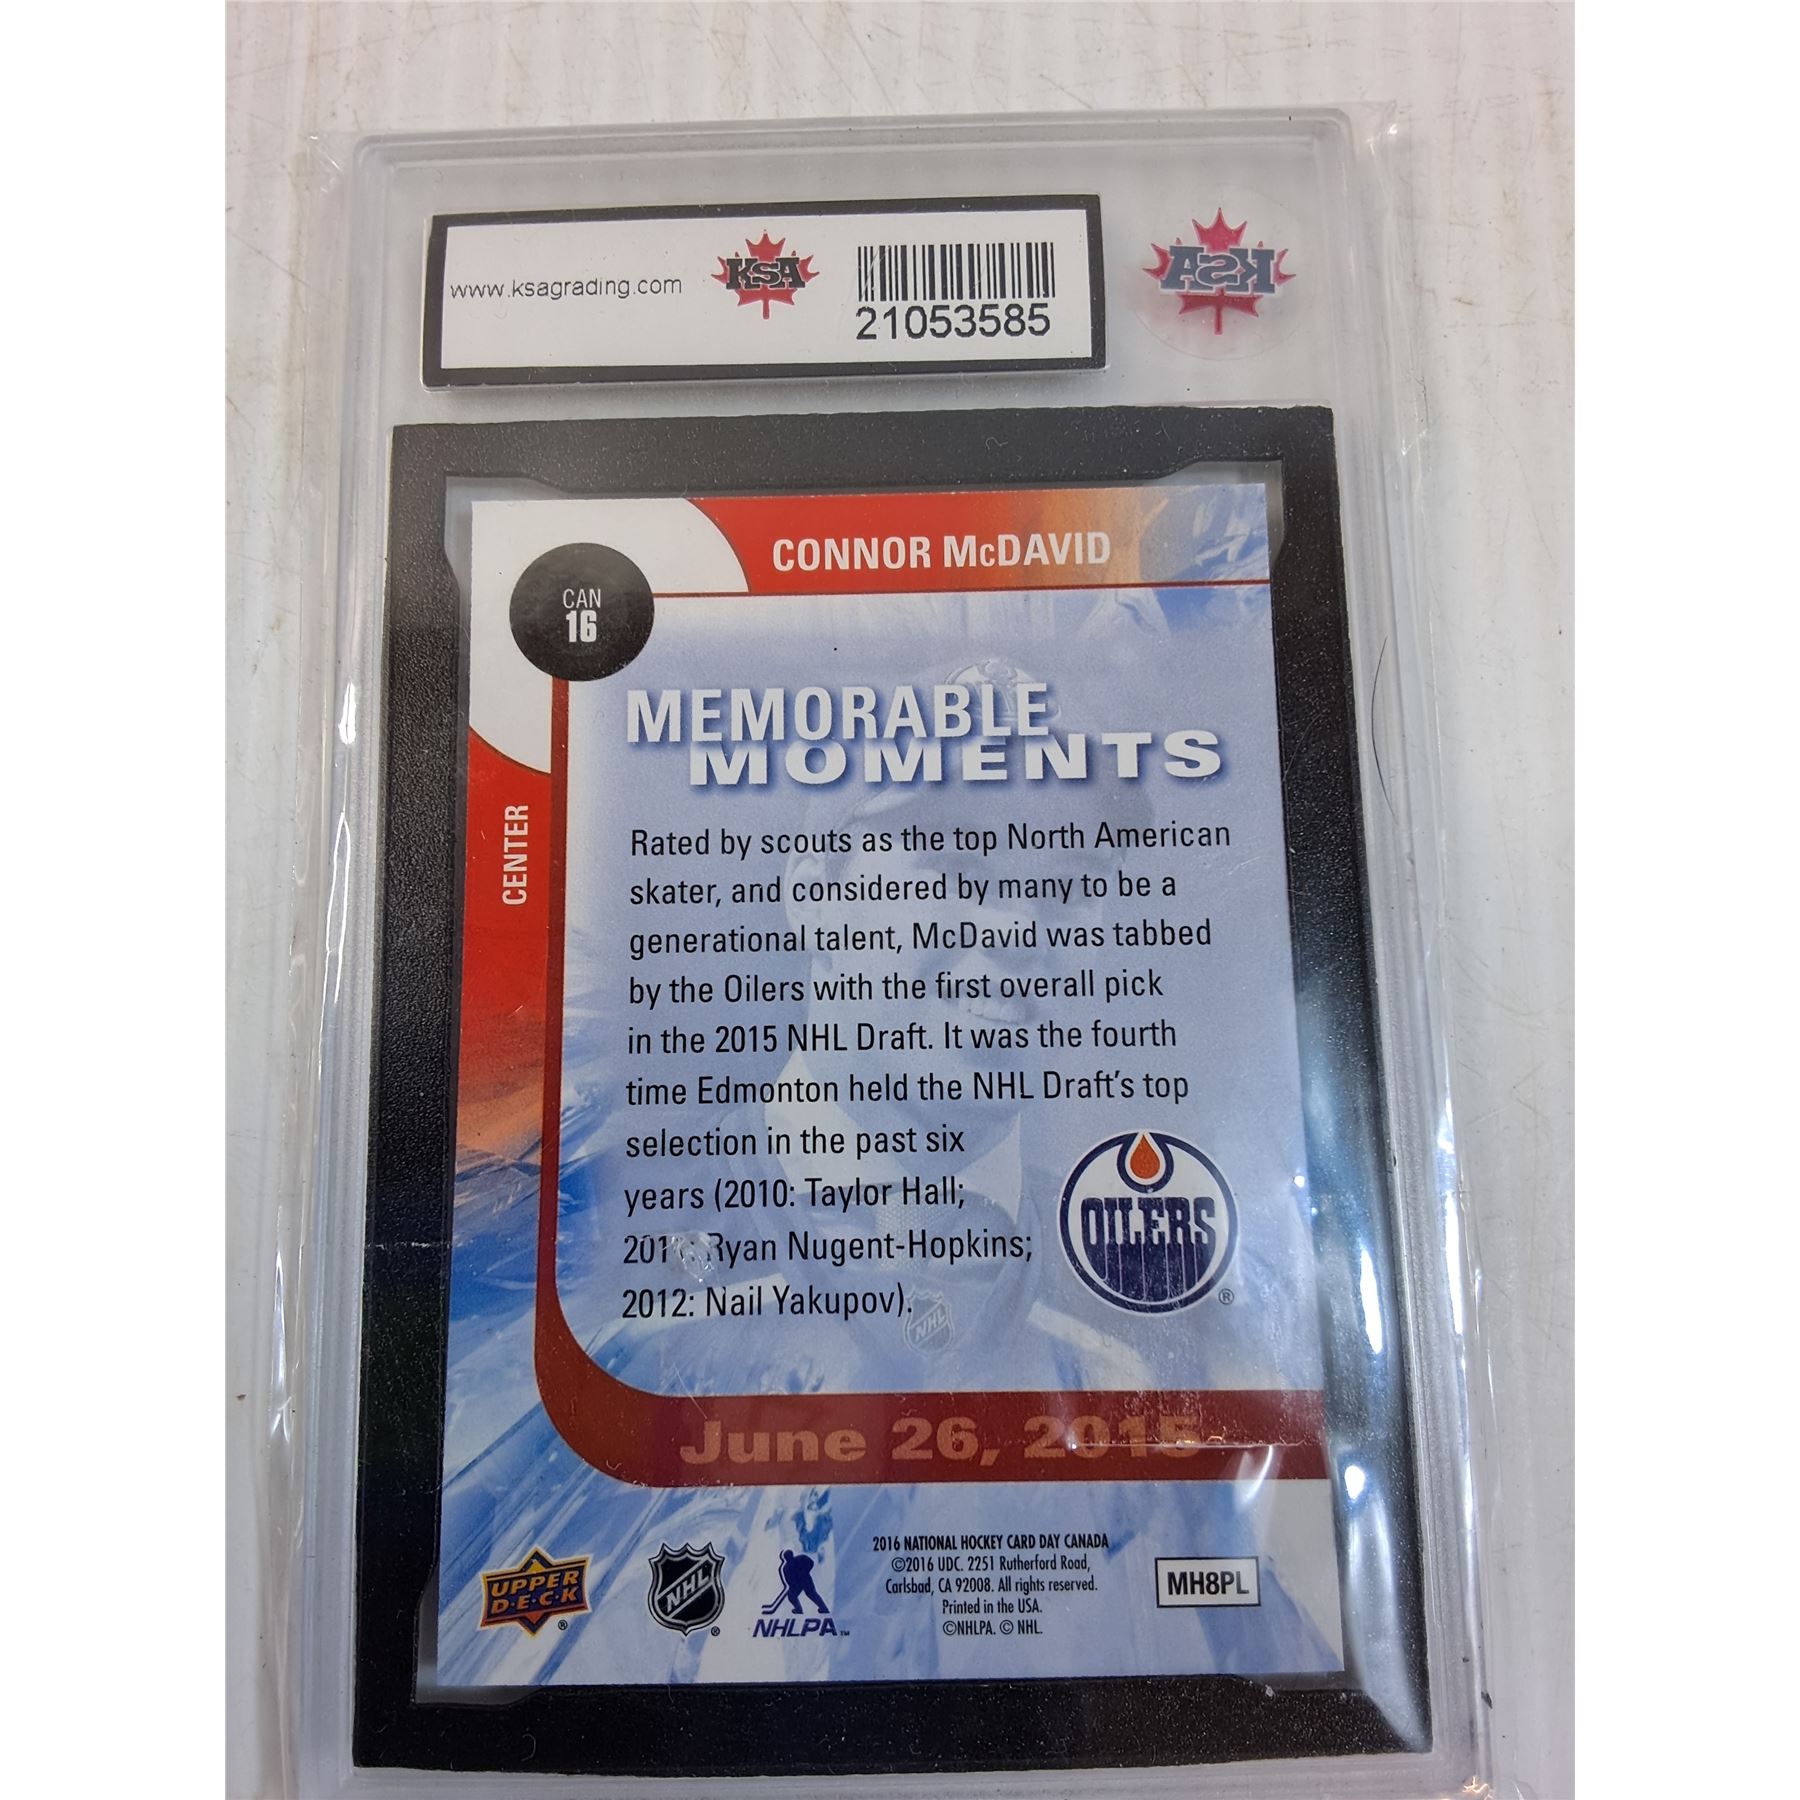 www.ksagrading.com
KSA
21053585
KSA
CONNOR McDAVID
CAN
16
MEMORABLE
MOMENTS
CENTER
Rated by scouts as the top North American
skater, and considered by many to be a
generational talent, McDavid was tabbed
by the Oilers with the first overall pick
in the 2015 NHL Draft. It was the fourth
time Edmonton held the NHL Draft's top
selection in the past six
years (2010: Taylor Hall;
2011: Ryan Nugent-Hopkins;
2012: Nail Yakupov).
OILERS
®
NHL
June 26, 2015
2016 NATIONAL HOCKEY CARD DAY CANADA
©2016 UDC. 2251 Rutherford Road,
Carlsbad, CA 92008. All rights reserved.
Printed in the USA.
©NHLPA. © NHL.
UPPER
D·E·C·K
®
NHL
®
NHLPA™
MH8PL